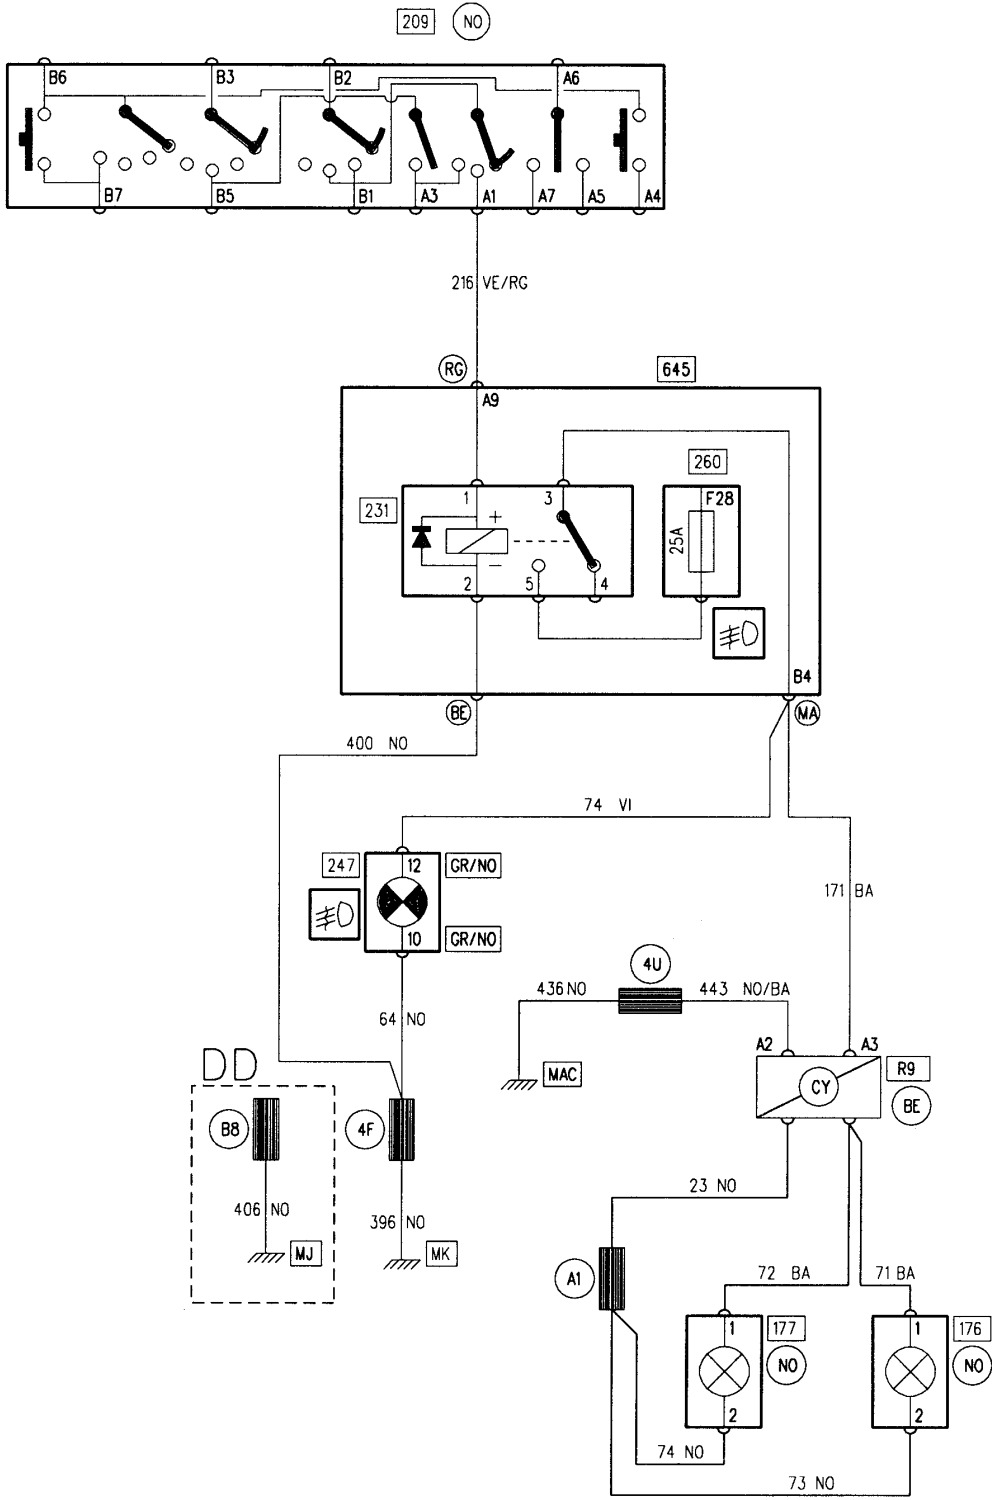 209 NO
B6 B3 B2 A6
B7 B5 B1 A3 A1 A7 A5 A4
216 VE/RG
RG 645
A9
260
231 1 3 F28
+
25A
−
2 5 4
B4
BE MA
400 NO
74 VI
247 12 GR/NO
171 BA
10 GR/NO
4U
436 NO 443 NO/BA
64 NO
A2 A3
DD MAC R9
CY
BE
B8 4F
23 NO
406 NO 396 NO
MJ MK
A1 72 BA 71 BA
1 177 1 176
NO NO
2 2
74 NO
73 NO